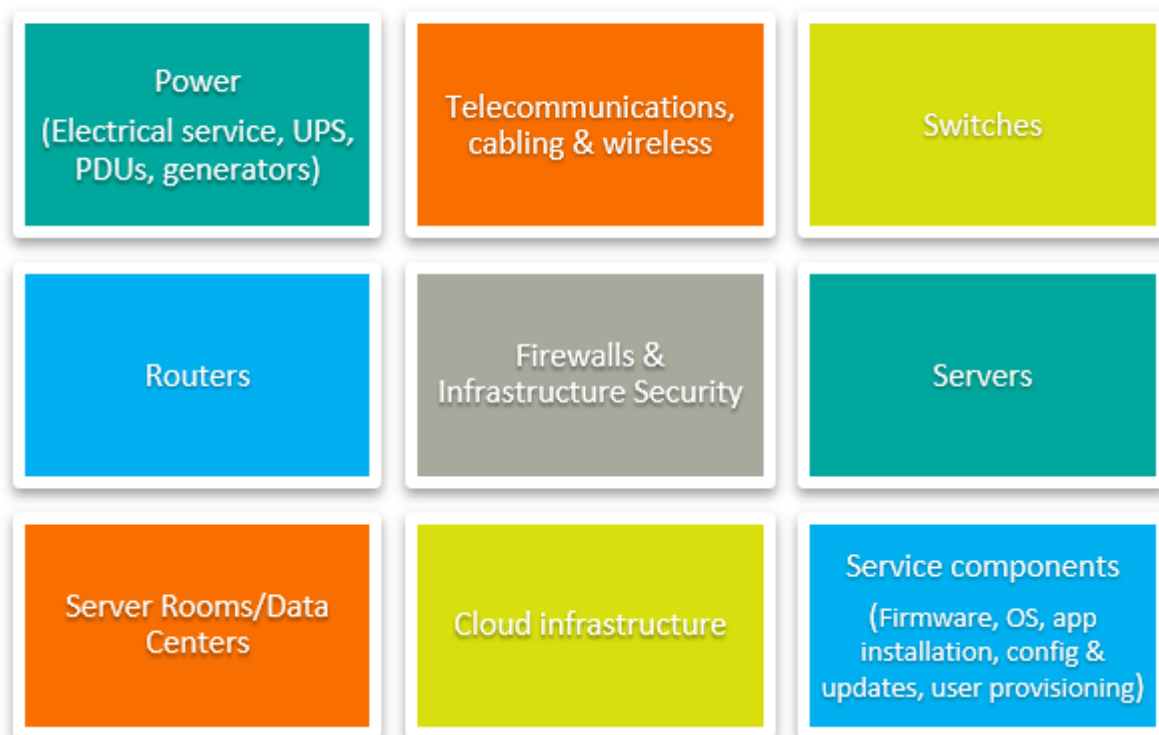 Power
(Electrical service, UPS,
PDUs, generators)
Telecommunications,
cabling & wireless
Switches
Routers
Firewalls &
Infrastructure Security
Servers
Server Rooms/Data
Centers
Cloud infrastructure
Service components
(Firmware, OS, app
installation, config &
updates, user provisioning)